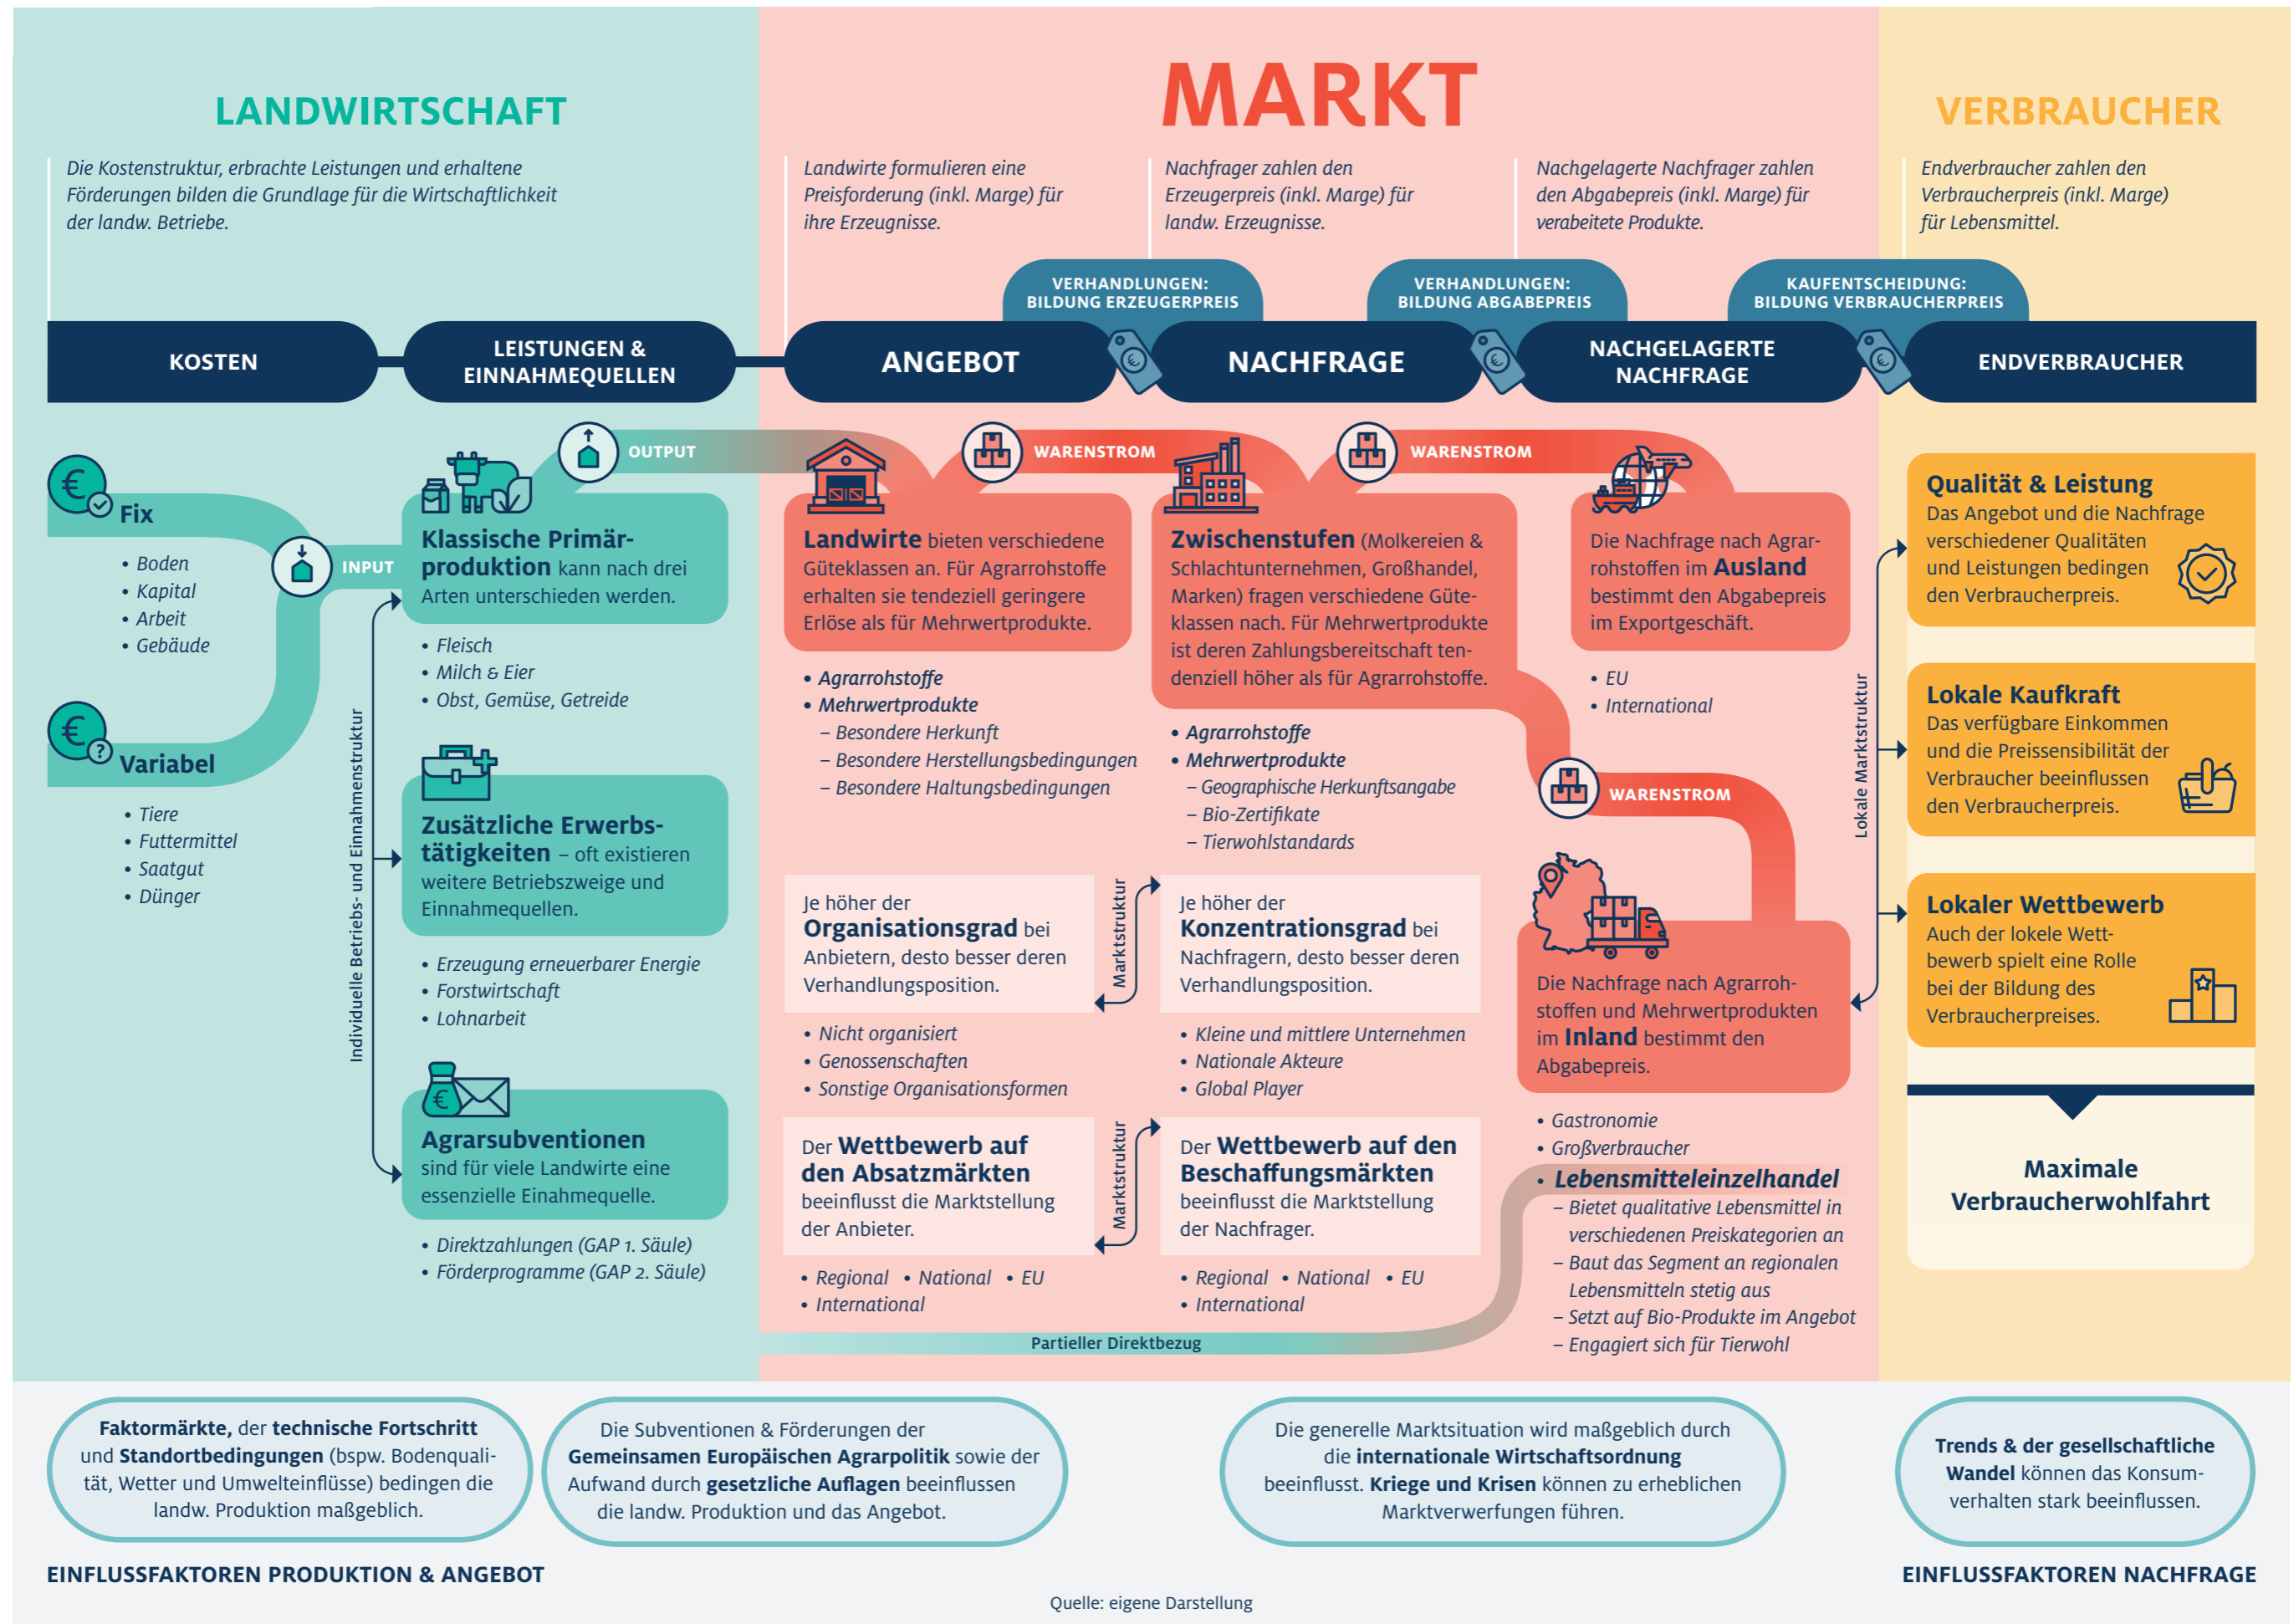 LANDWIRTSCHAFT
MARKT
VERBRAUCHER
Die Kostenstruktur, erbrachte Leistungen und erhaltene
Förderungen bilden die Grundlage für die Wirtschaftlichkeit
der landw. Betriebe.
Landwirte formulieren eine
Preisforderung (inkl. Marge) für
ihre Erzeugnisse.
Nachfrager zahlen den
Erzeugerpreis (inkl. Marge) für
landw. Erzeugnisse.
Nachgelagerte Nachfrager zahlen
den Abgabepreis (inkl. Marge) für
verabeitete Produkte.
Endverbraucher zahlen den
Verbraucherpreis (inkl. Marge)
für Lebensmittel.
VERHANDLUNGEN:
BILDUNG ERZEUGERPREIS
VERHANDLUNGEN:
BILDUNG ABGABEPREIS
KAUFENTSCHEIDUNG:
BILDUNG VERBRAUCHERPREIS
KOSTEN
LEISTUNGEN &
EINNAHMEQUELLEN
ANGEBOT
NACHFRAGE
NACHGELAGERTE
NACHFRAGE
ENDVERBRAUCHER
Fix
• Boden
• Kapital
• Arbeit
• Gebäude
Variabel
• Tiere
• Futtermittel
• Saatgut
• Dünger
INPUT
Individuelle Betriebs- und Einnahmenstruktur
OUTPUT
Klassische Primär-
produktion kann nach drei
Arten unterschieden werden.
• Fleisch
• Milch & Eier
• Obst, Gemüse, Getreide
Zusätzliche Erwerbs-
tätigkeiten – oft existieren
weitere Betriebszweige und
Einnahmequellen.
• Erzeugung erneuerbarer Energie
• Forstwirtschaft
• Lohnarbeit
Agrarsubventionen
sind für viele Landwirte eine
essenzielle Einahmequelle.
• Direktzahlungen (GAP 1. Säule)
• Förderprogramme (GAP 2. Säule)
WARENSTROM
Landwirte bieten verschiedene
Güteklassen an. Für Agrarrohstoffe
erhalten sie tendeziell geringere
Erlöse als für Mehrwertprodukte.
• Agrarrohstoffe
• Mehrwertprodukte
– Besondere Herkunft
– Besondere Herstellungsbedingungen
– Besondere Haltungsbedingungen
Je höher der
Organisationsgrad bei
Anbietern, desto besser deren
Verhandlungsposition.
• Nicht organisiert
• Genossenschaften
• Sonstige Organisationsformen
Der Wettbewerb auf
den Absatzmärkten
beeinflusst die Marktstellung
der Anbieter.
• Regional • National • EU
• International
Marktstruktur
Marktstruktur
WARENSTROM
Zwischenstufen (Molkereien &
Schlachtunternehmen, Großhandel,
Marken) fragen verschiedene Güte-
klassen nach. Für Mehrwertprodukte
ist deren Zahlungsbereitschaft ten-
denziell höher als für Agrarrohstoffe.
• Agrarrohstoffe
• Mehrwertprodukte
– Geographische Herkunftsangabe
– Bio-Zertifikate
– Tierwohlstandards
Je höher der
Konzentrationsgrad bei
Nachfragern, desto besser deren
Verhandlungsposition.
• Kleine und mittlere Unternehmen
• Nationale Akteure
• Global Player
Der Wettbewerb auf den
Beschaffungsmärkten
beeinflusst die Marktstellung
der Nachfrager.
• Regional • National • EU
• International
Partieller Direktbezug
Die Nachfrage nach Agrar-
rohstoffen im Ausland
bestimmt den Abgabepreis
im Exportgeschäft.
• EU
• International
WARENSTROM
Die Nachfrage nach Agrarroh-
stoffen und Mehrwertprodukten
im Inland bestimmt den
Abgabepreis.
• Gastronomie
• Großverbraucher
• Lebensmitteleinzelhandel
– Bietet qualitative Lebensmittel in
verschiedenen Preiskategorien an
– Baut das Segment an regionalen
Lebensmitteln stetig aus
– Setzt auf Bio-Produkte im Angebot
– Engagiert sich für Tierwohl
Lokale Marktstruktur
Qualität & Leistung
Das Angebot und die Nachfrage
verschiedener Qualitäten
und Leistungen bedingen
den Verbraucherpreis.
Lokale Kaufkraft
Das verfügbare Einkommen
und die Preissensibilität der
Verbraucher beeinflussen
den Verbraucherpreis.
Lokaler Wettbewerb
Auch der lokele Wett-
bewerb spielt eine Rolle
bei der Bildung des
Verbraucherpreises.
Maximale
Verbraucherwohlfahrt
Faktormärkte, der technische Fortschritt
und Standortbedingungen (bspw. Bodenquali-
tät, Wetter und Umwelteinflüsse) bedingen die
landw. Produktion maßgeblich.
Die Subventionen & Förderungen der
Gemeinsamen Europäischen Agrarpolitik sowie der
Aufwand durch gesetzliche Auflagen beeinflussen
die landw. Produktion und das Angebot.
Die generelle Marktsituation wird maßgeblich durch
die internationale Wirtschaftsordnung
beeinflusst. Kriege und Krisen können zu erheblichen
Marktverwerfungen führen.
Trends & der gesellschaftliche
Wandel können das Konsum-
verhalten stark beeinflussen.
EINFLUSSFAKTOREN PRODUKTION & ANGEBOT
EINFLUSSFAKTOREN NACHFRAGE
Quelle: eigene Darstellung